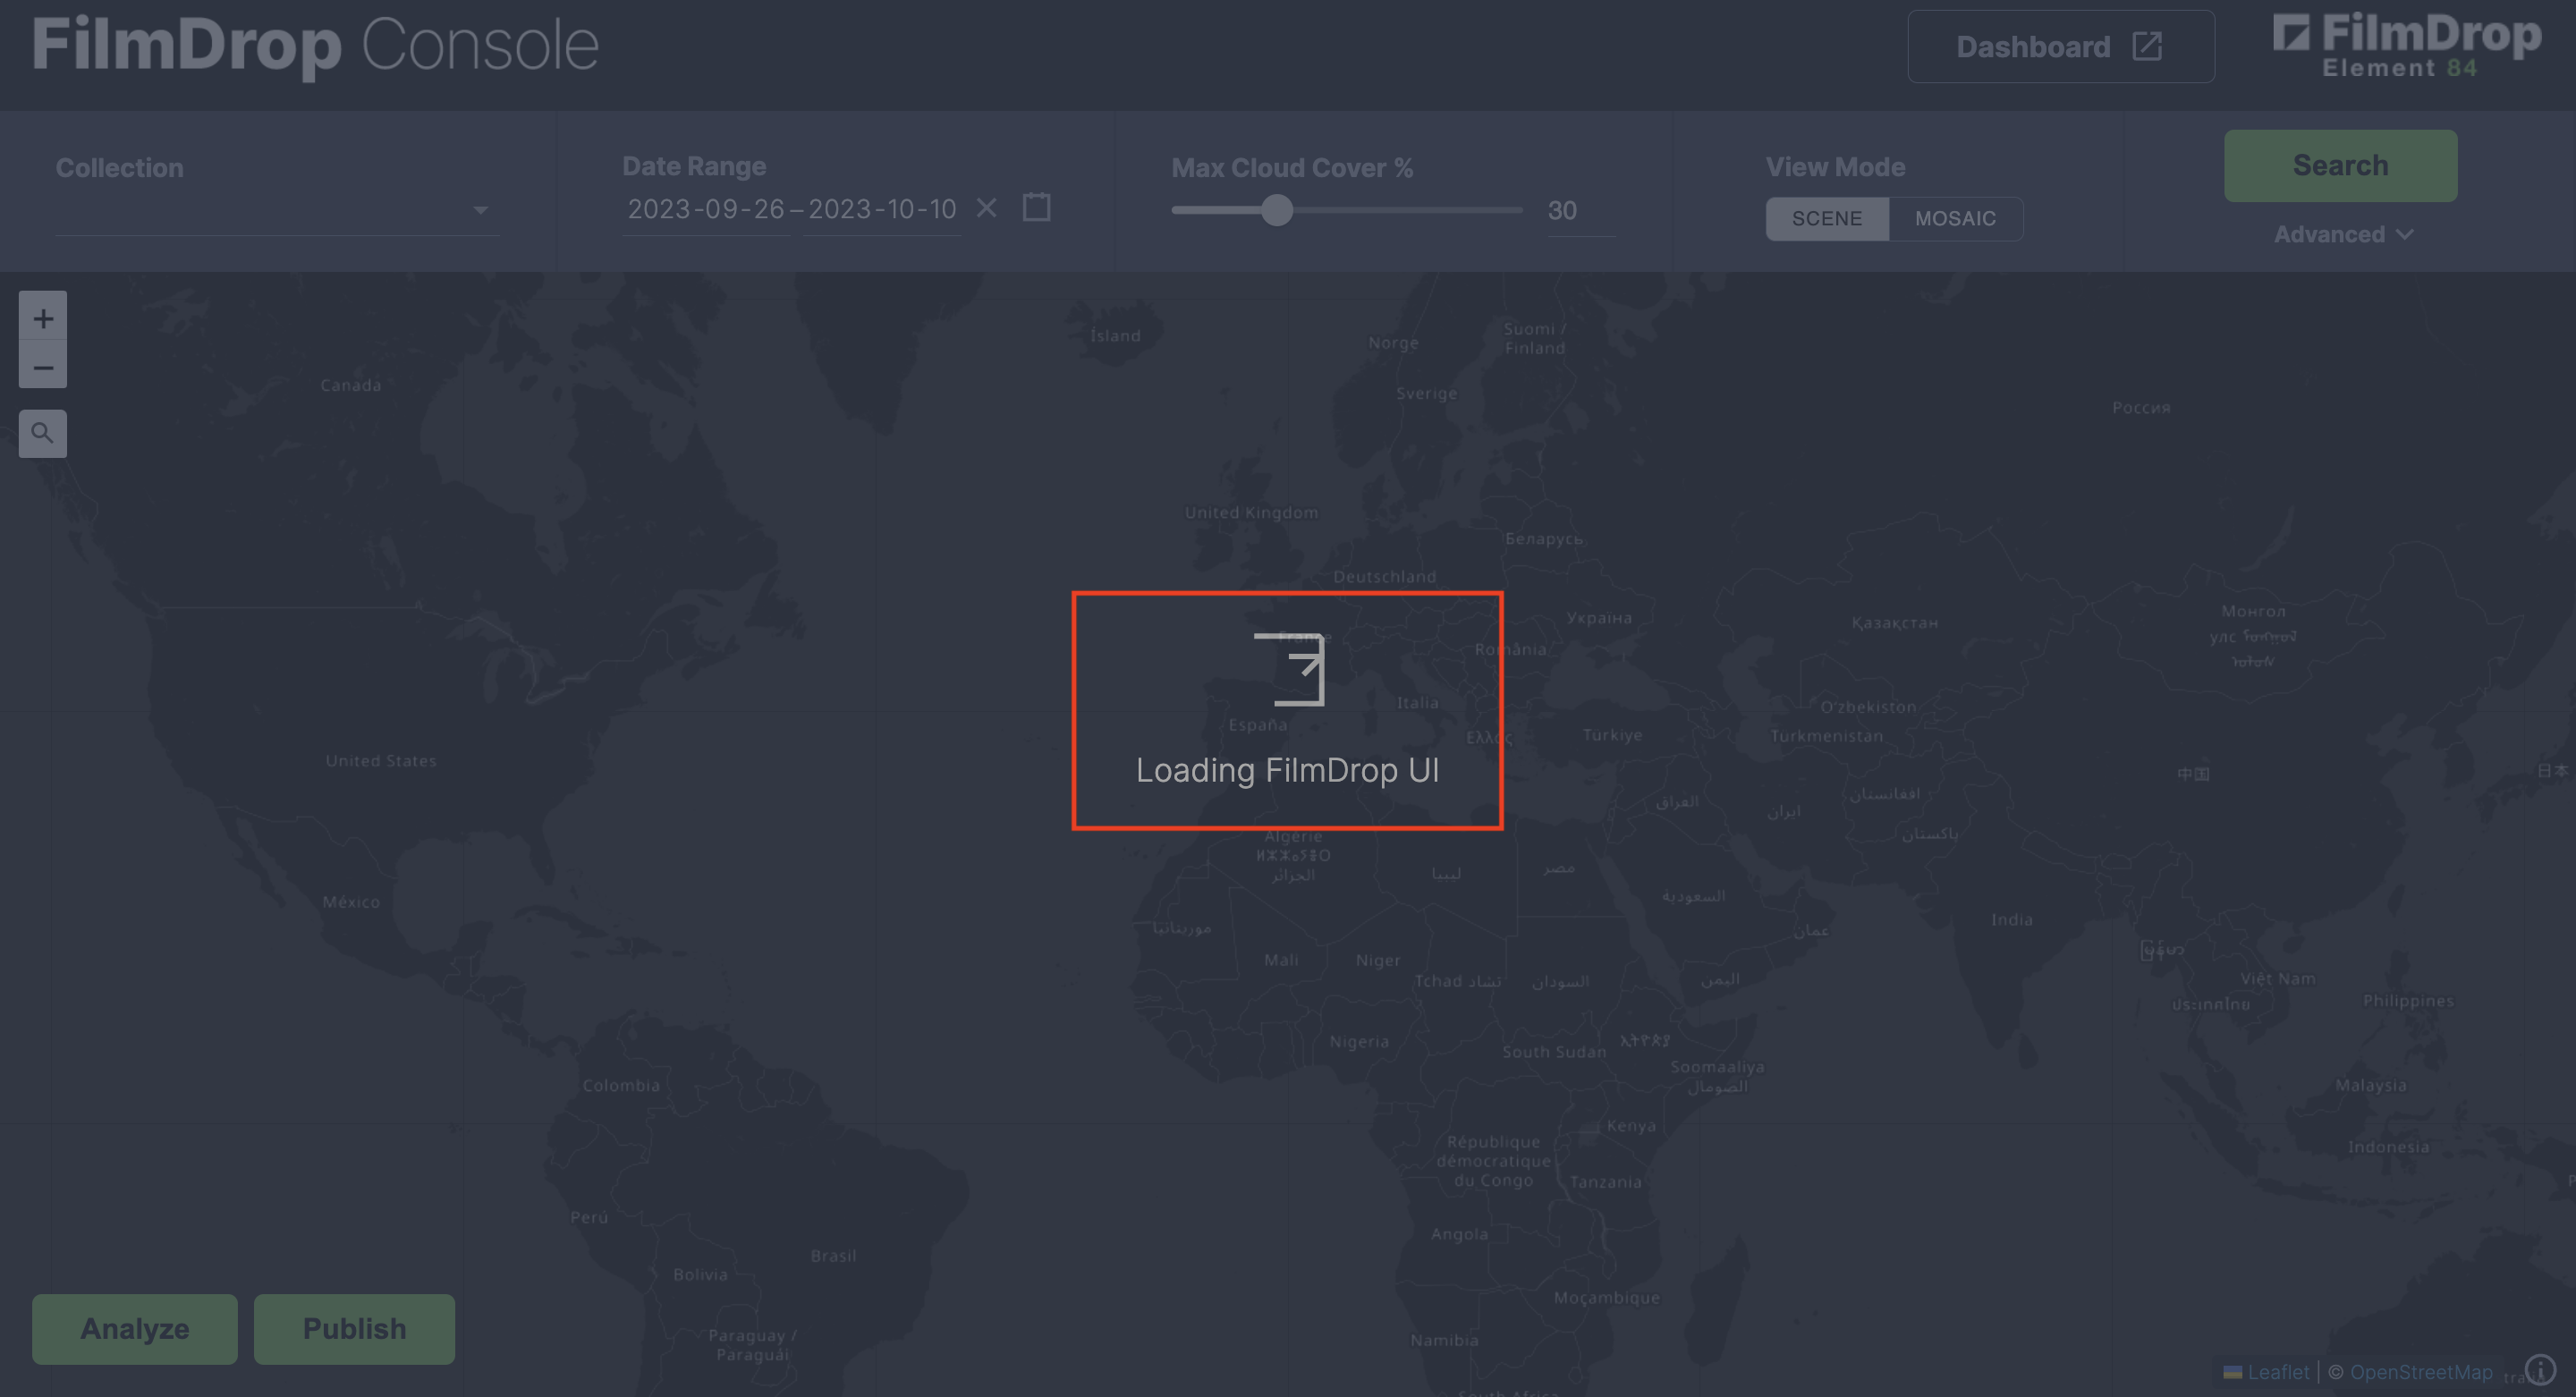 FilmDrop Console
Dashboard
FilmDrop
Element 84
Collection
Date Range
2023-09-26 – 2023-10-10
Max Cloud Cover %
30
View Mode
SCENE
MOSAIC
Search
Advanced
+
−
Ísland
Norge
Suomi /
Finland
Sverige
Canada
Россия
United Kingdom
Беларусь
Deutschland
Україна
France
România
Монгол
улс
Қазақстан
Italia
España
Ελλάς
Türkiye
O'zbekiston
Turkmenistan
Loading FilmDrop UI
United States
中国
日本
العراق
ایران
افغانستان
پاکستان
Algérie
ⵍⵣⵣⴰⵢⴻⵔ
الجزائر
ليبيا
مصر
السعودية
México
India
موريتانيا
عمان
Mali
Niger
Tchad تشاد
السودان
اليمن
Việt Nam
ประเทศไทย
Philippines
Nigeria
South Sudan
Soomaaliya
الصومال
Colombia
Malaysia
Kenya
République
démocratique
du Congo
Indonesia
Tanzania
Perú
Angola
Brasil
Bolivia
Moçambique
Analyze
Publish
Paraguay /
Paraguái
Namibia
Leaflet | © OpenStreetMap